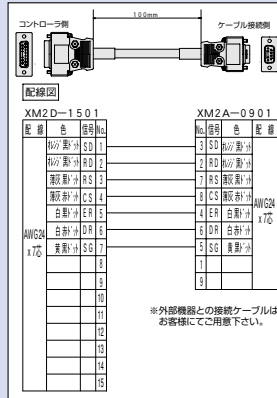 コントローラ側
100mm
ケーブル接続側
配線図
XM2D-1501
XM2A-0901
配 線 色 信号 No.
No. 信号 色 配 線
ｵﾚﾝｼﾞ黒ﾄﾞｯﾄ SD 1
3 SD ｵﾚﾝｼﾞ黒ﾄﾞｯﾄ
ｵﾚﾝｼﾞ赤ﾄﾞｯﾄ RD 2
2 RD ｵﾚﾝｼﾞ赤ﾄﾞｯﾄ
薄灰黒ﾄﾞｯﾄ RS 3
7 RS 薄灰黒ﾄﾞｯﾄ
薄灰赤ﾄﾞｯﾄ CS 4
8 CS 薄灰赤ﾄﾞｯﾄ
白黒ﾄﾞｯﾄ ER 5
4 ER 白黒ﾄﾞｯﾄ
白赤ﾄﾞｯﾄ DR 6
6 DR 白赤ﾄﾞｯﾄ
黄黒ﾄﾞｯﾄ SG 7
5 SG 黄黒ﾄﾞｯﾄ
AWG24
x7芯
AWG24
x7芯
8
1
9
9
10
11
12
13
14
15
※外部機器との接続ケーブルは
お客様にてご用意下さい。